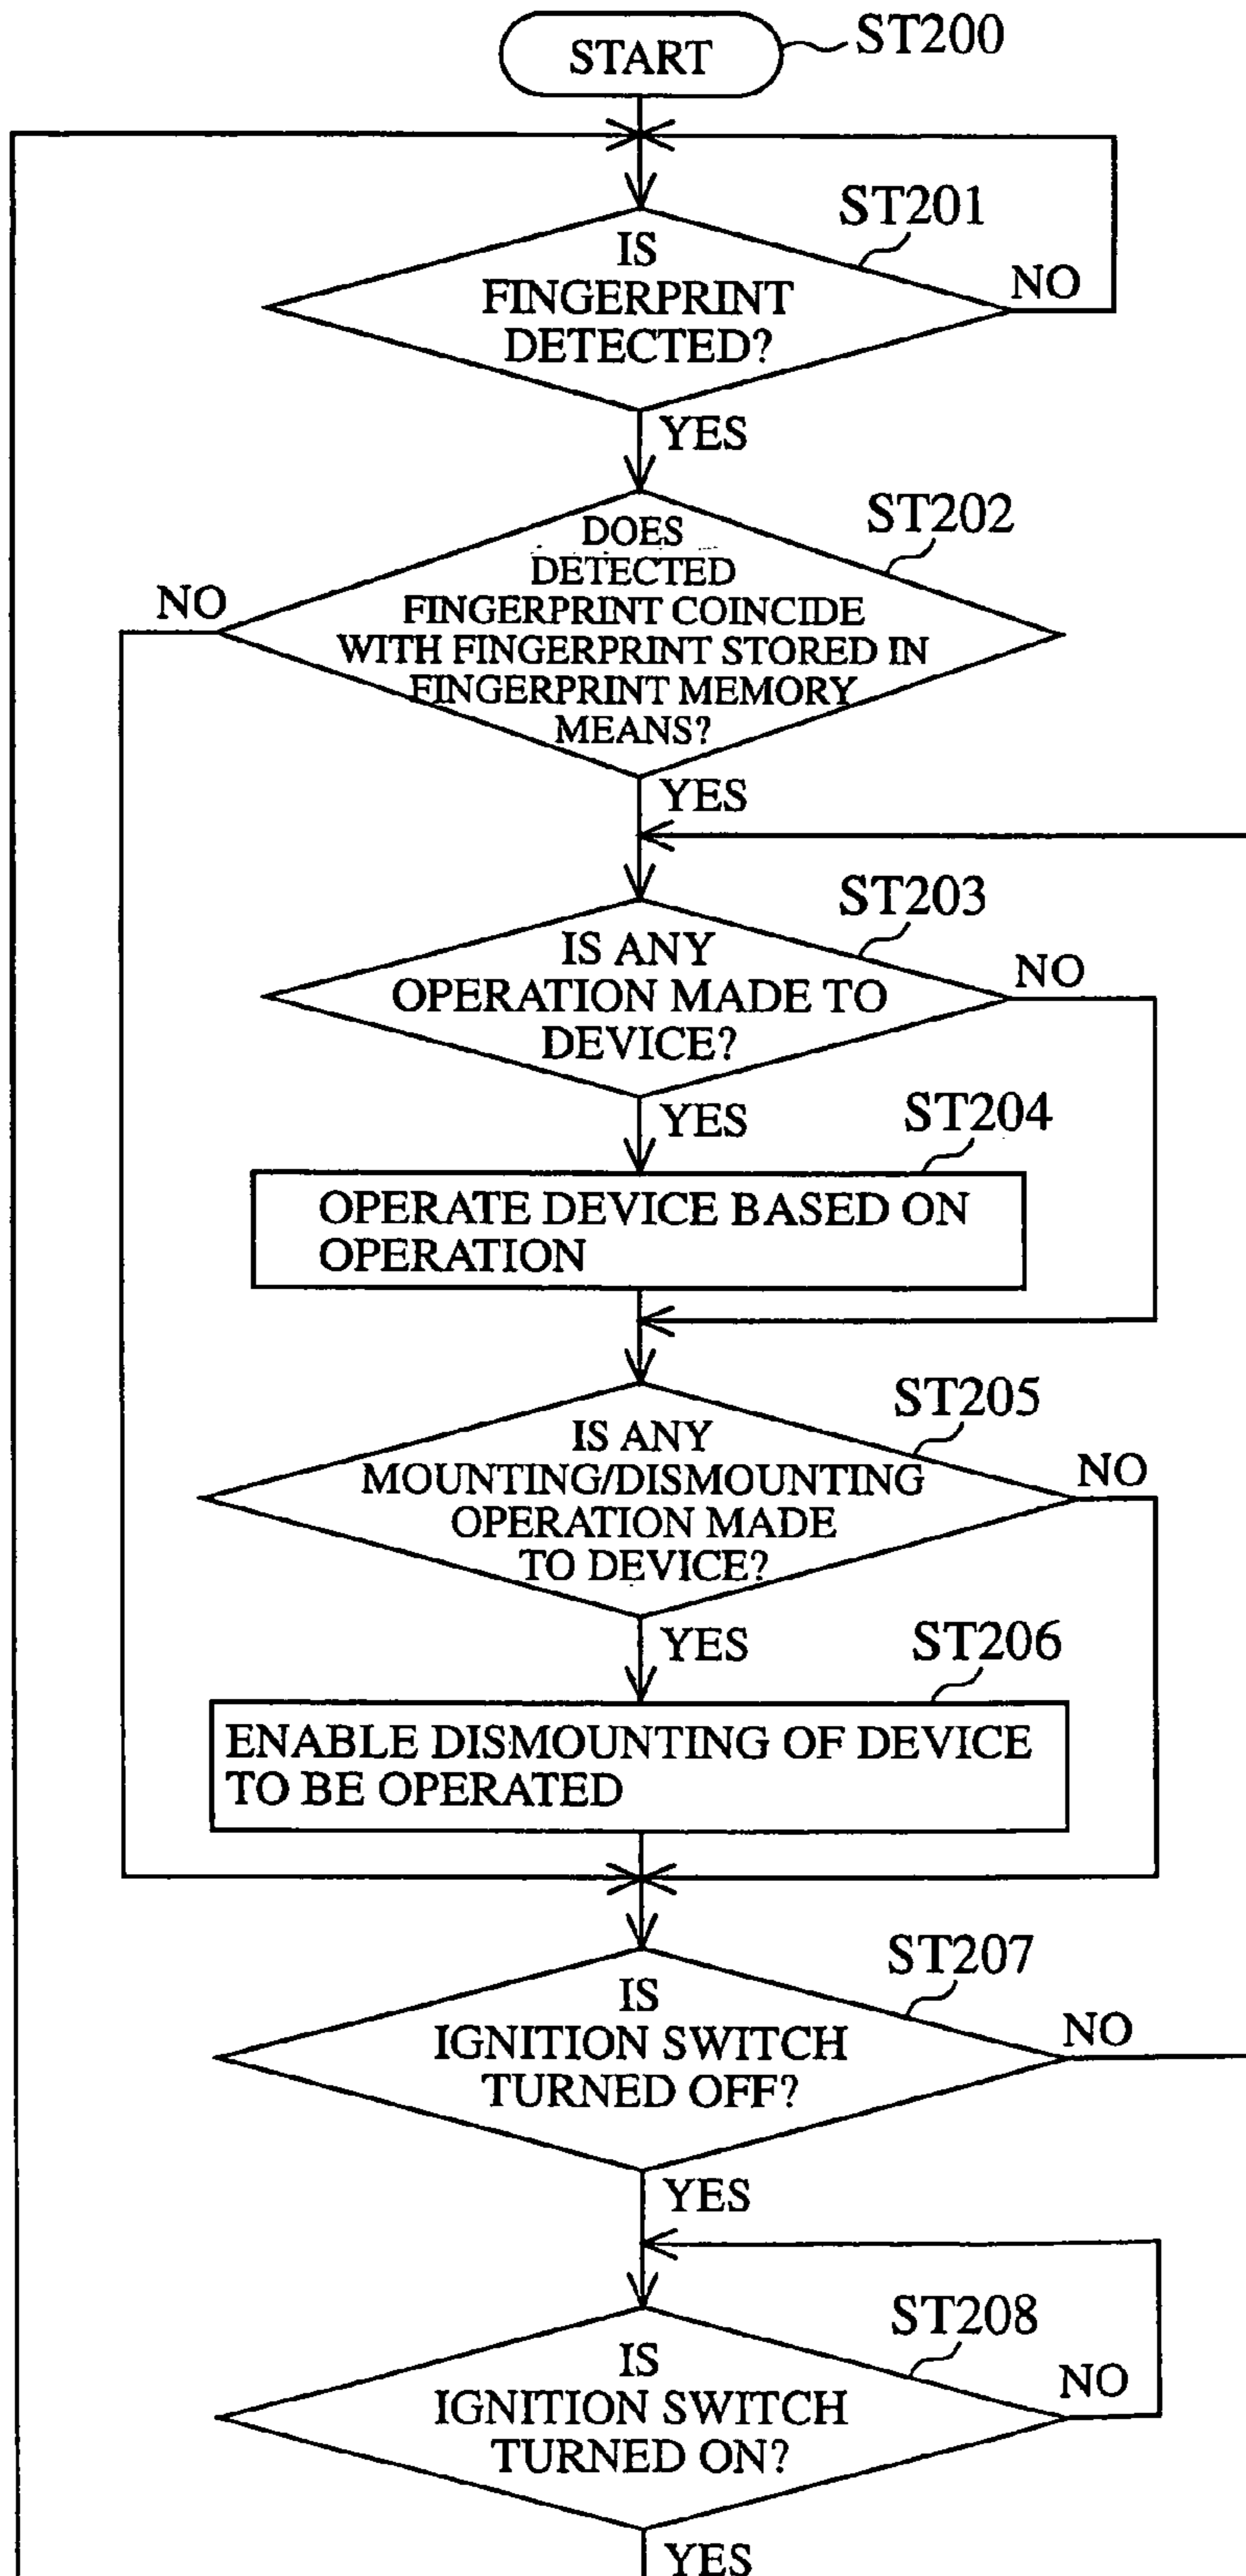 START
ST200
ST201
IS
FINGERPRINT
DETECTED?
NO
YES
ST202
DOES
DETECTED
FINGERPRINT COINCIDE
WITH FINGERPRINT STORED IN
FINGERPRINT MEMORY
MEANS?
NO
YES
ST203
IS ANY
OPERATION MADE TO
DEVICE?
NO
YES
ST204
OPERATE DEVICE BASED ON
OPERATION
ST205
IS ANY
MOUNTING/DISMOUNTING
OPERATION MADE
TO DEVICE?
NO
YES
ST206
ENABLE DISMOUNTING OF DEVICE
TO BE OPERATED
ST207
IS
IGNITION SWITCH
TURNED OFF?
NO
YES
ST208
IS
IGNITION SWITCH
TURNED ON?
NO
YES